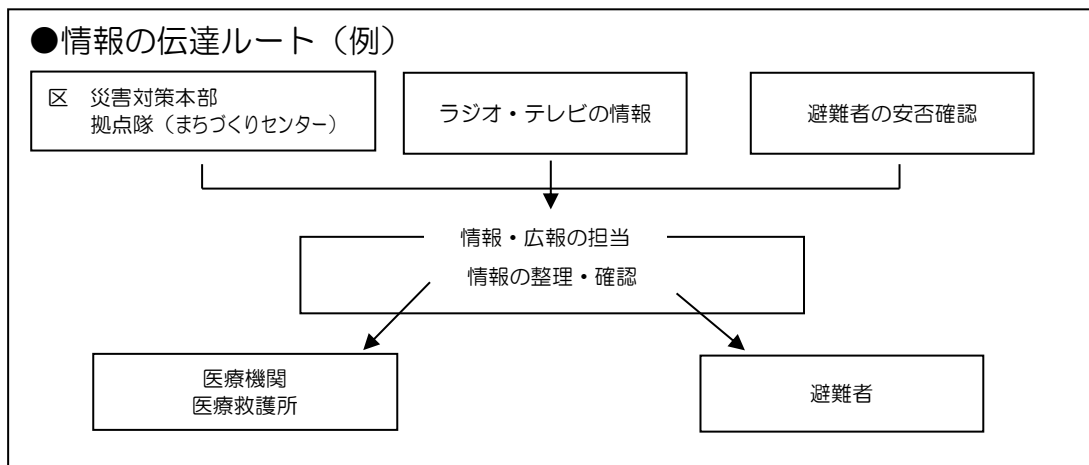 ●情報の伝達ルート（例）
区　災害対策本部
拠点隊（まちづくりセンター）
ラジオ・テレビの情報
避難者の安否確認
情報・広報の担当
情報の整理・確認
医療機関
医療救護所
避難者